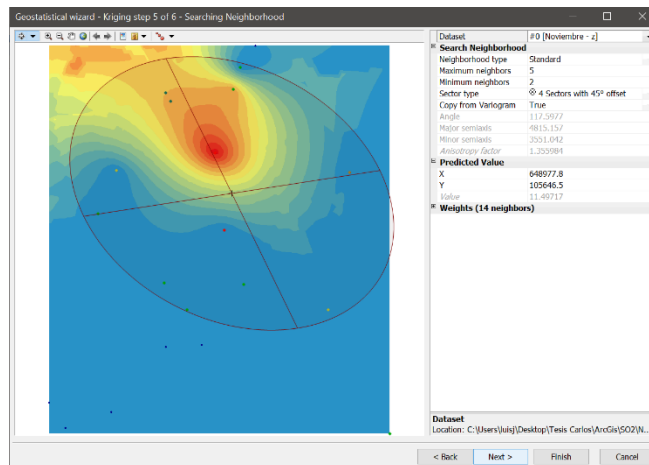 Geostatistical wizard - Kriging step 5 of 6 - Searching Neighborhood
Dataset #0 [Noviembre - z]
Search Neighborhood
Neighborhood type Standard
Maximum neighbors 5
Minimum neighbors 2
Sector type 4 Sectors with 45° offset
Copy from Variogram True
Angle 117.5977
Major semiaxis 4815.157
Minor semiaxis 3551.042
Anisotropy factor 1.355984
Predicted Value
X 648977.8
Y 105646.5
Value 11.49717
Weights (14 neighbors)
Dataset
Location: C:\Users\luisj\Desktop\Tesis Carlos\ArcGis\SO2\N...
< Back Next > Finish Cancel